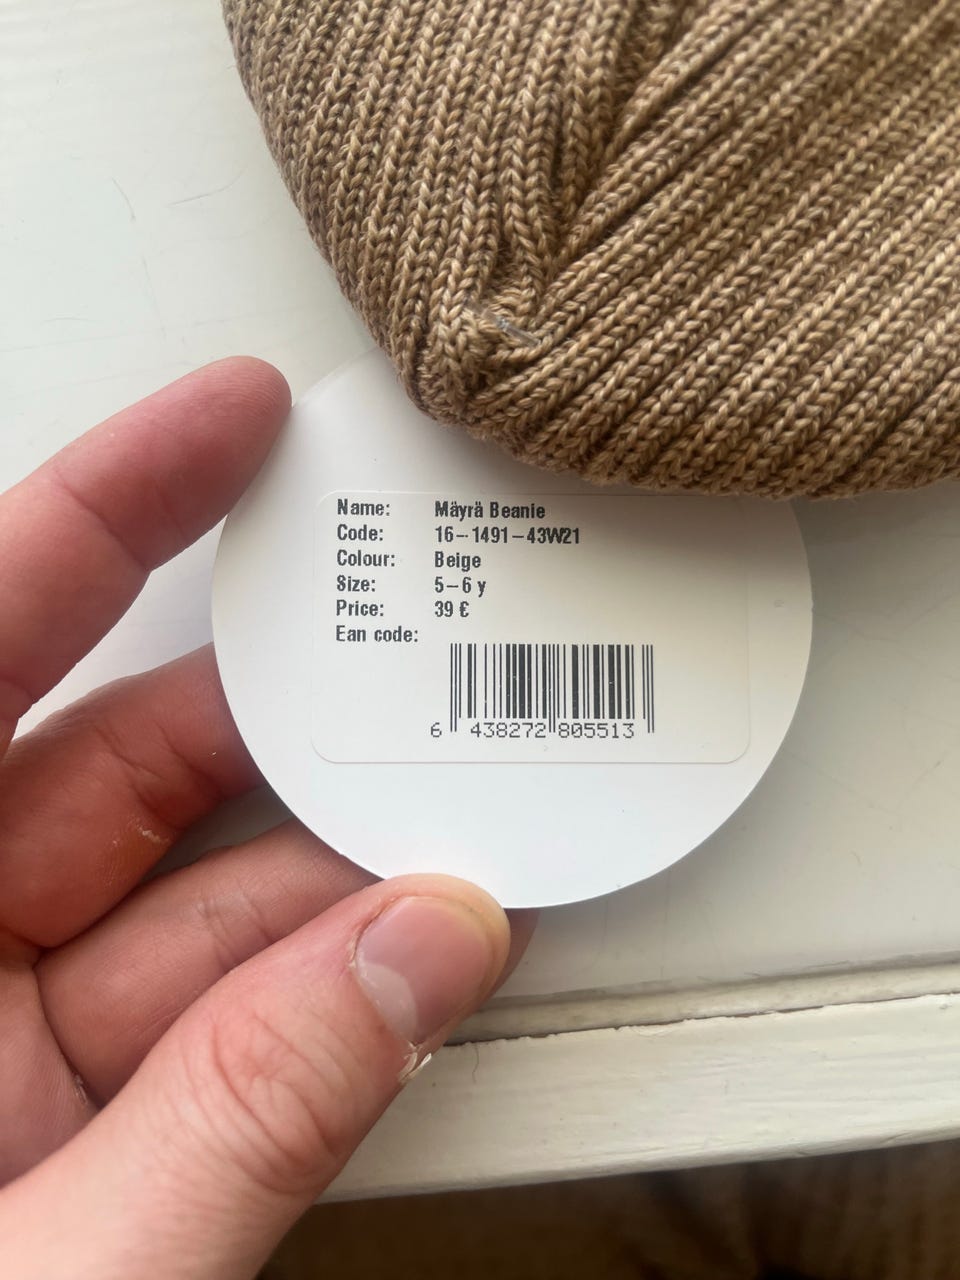 Name: Mäyrä Beanie
Code: 16-1491-43W21
Colour: Beige
Size: 5-6 y
Price: 39 €
Ean code:
6 438272 805513